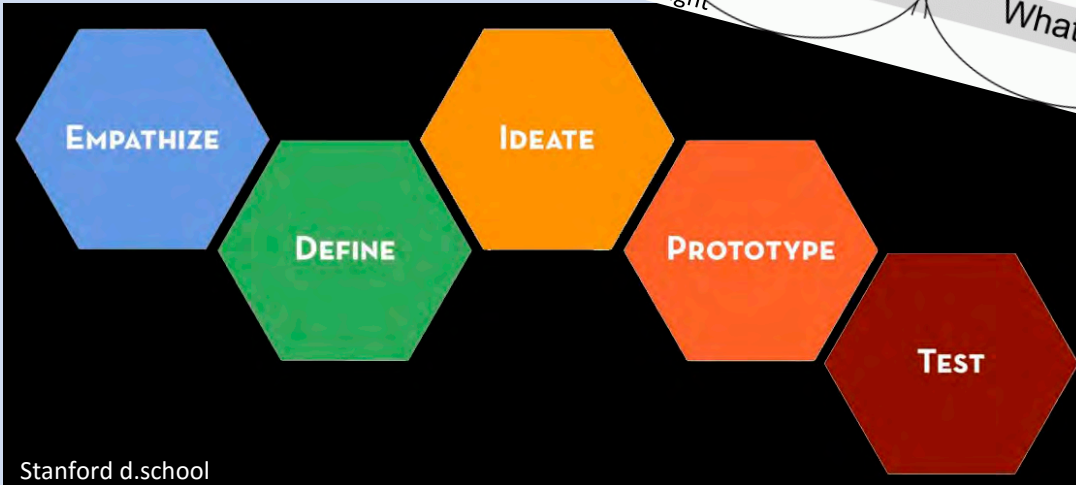 What
EMPATHIZE
IDEATE
DEFINE
PROTOTYPE
TEST
Stanford d.school